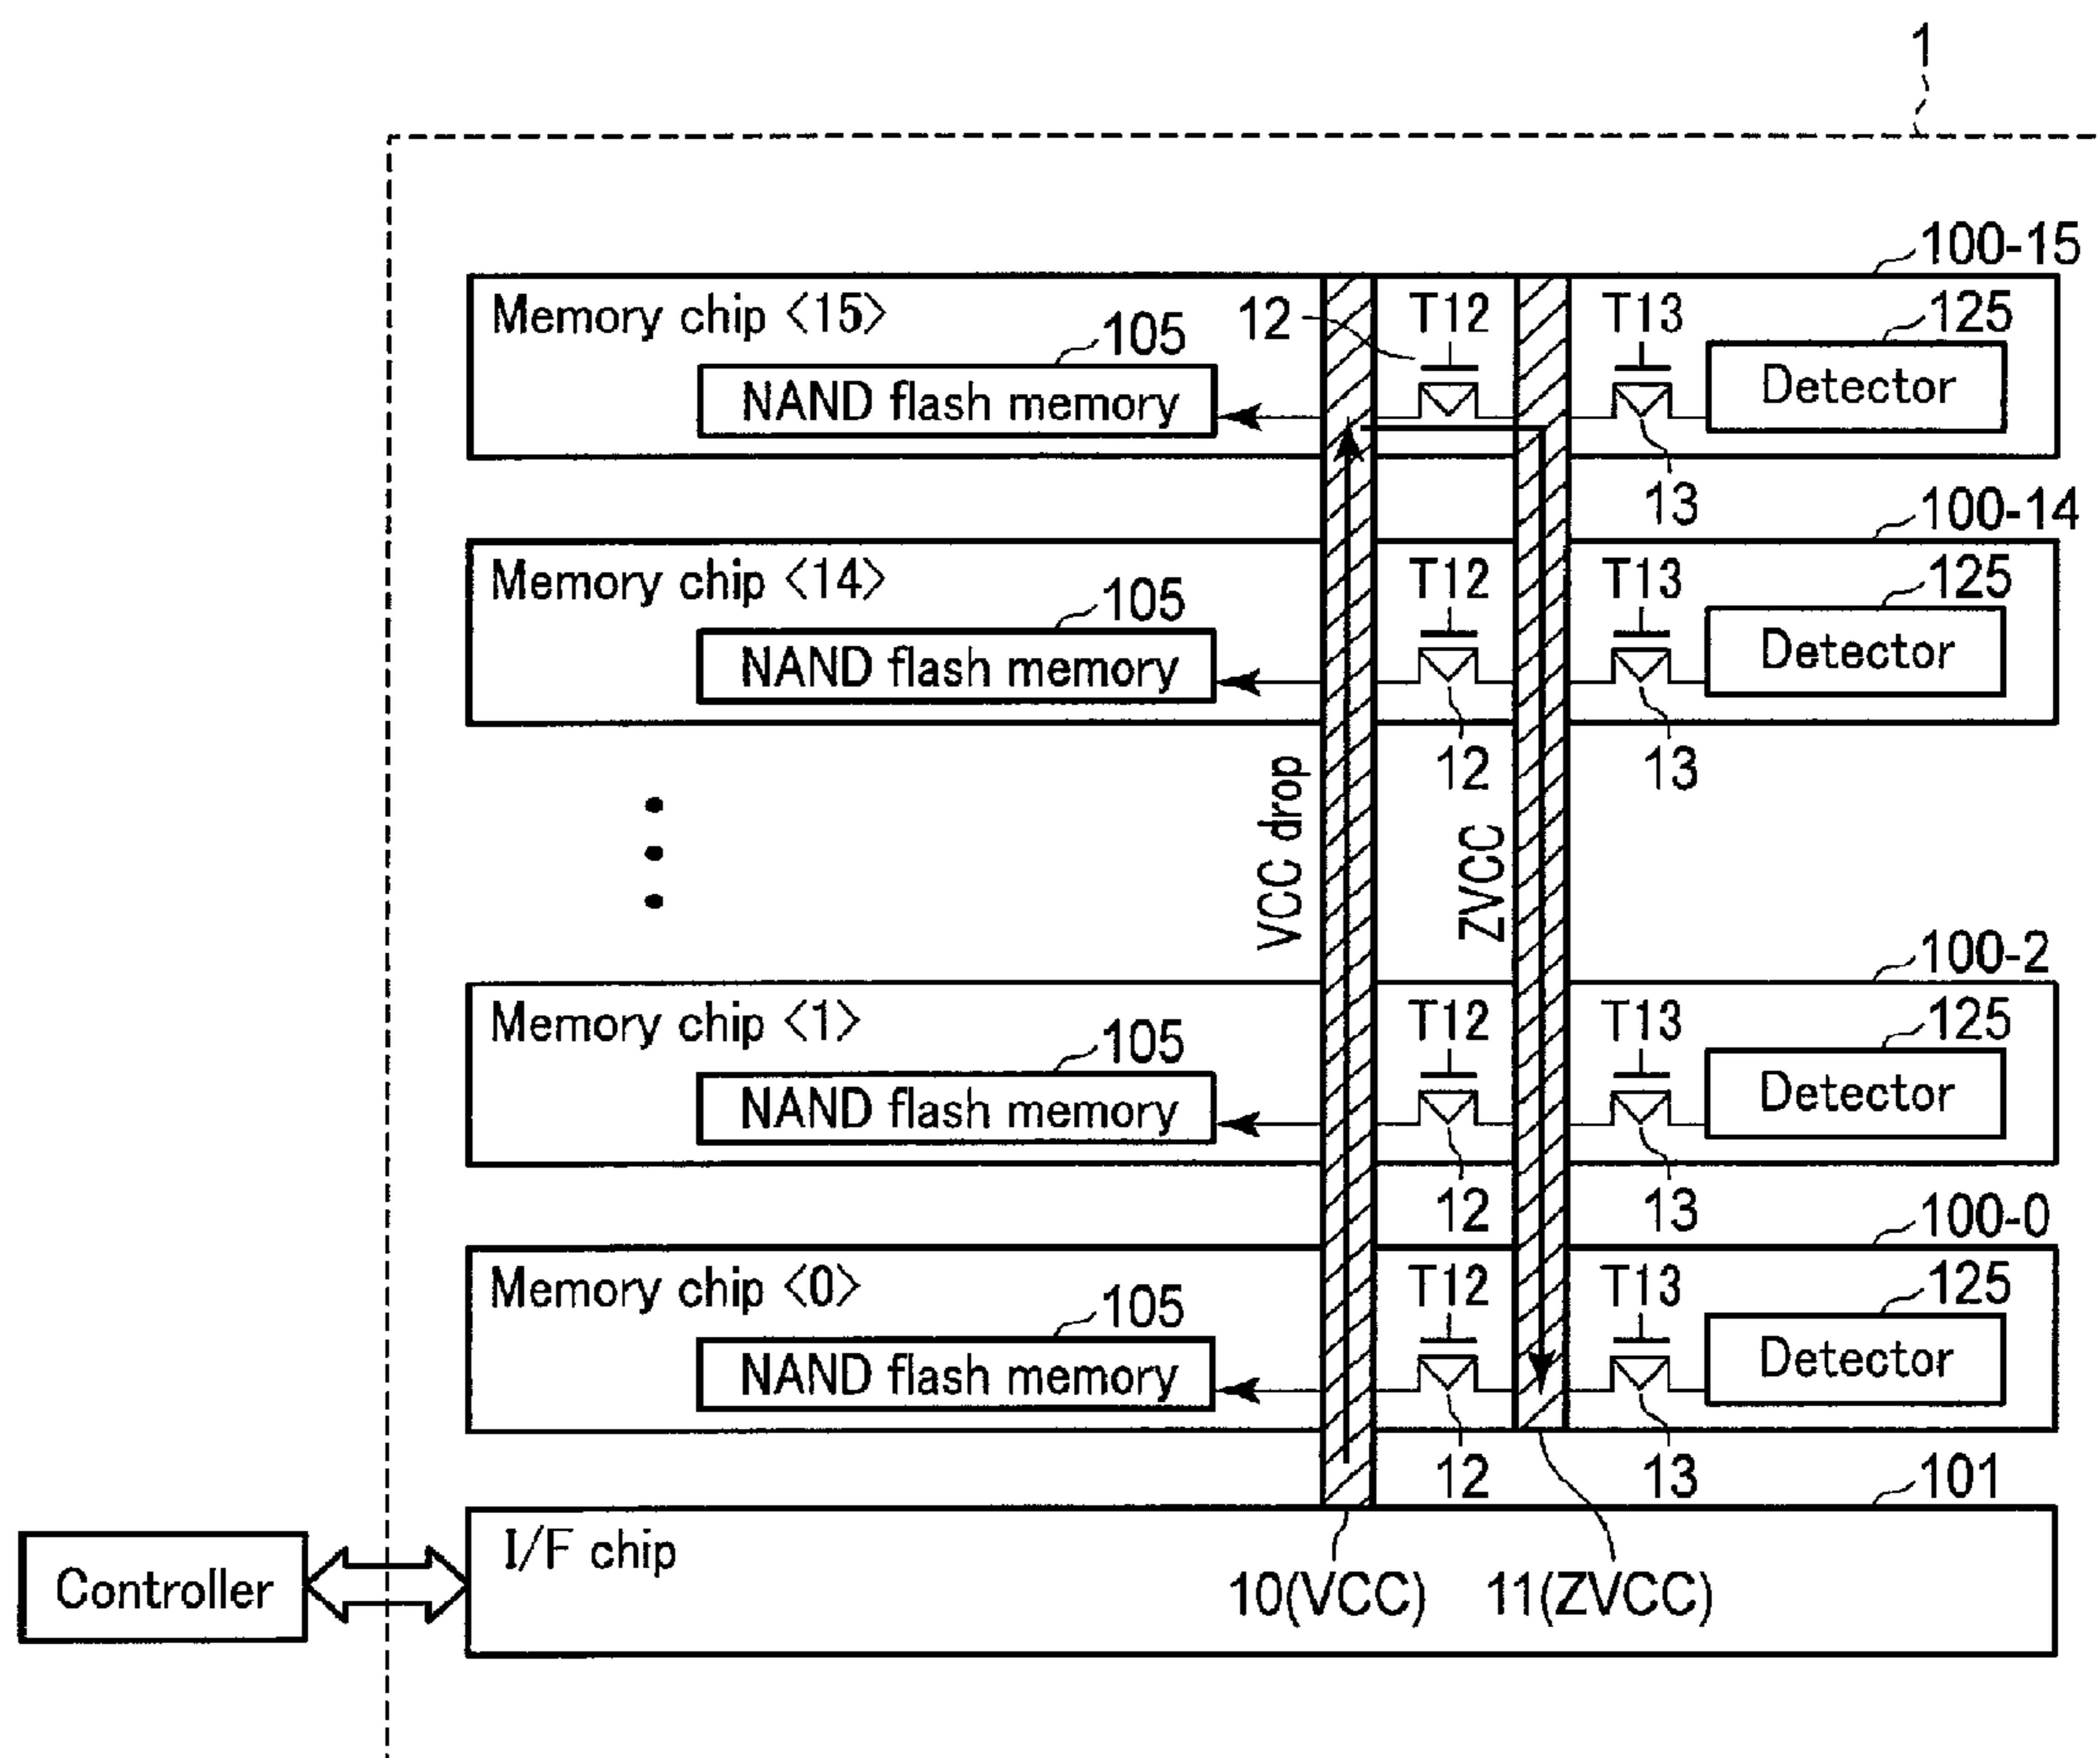 1
100-15
Memory chip <15>
12
T12
T13
125
105
NAND flash memory
Detector
13
100-14
Memory chip <14>
T12
T13
125
105
NAND flash memory
Detector
12
13
VCC drop
ZVCC
100-2
Memory chip <1>
T12
T13
125
105
NAND flash memory
Detector
12
13
100-0
Memory chip <0>
T12
T13
125
105
NAND flash memory
Detector
12
13
101
I/F chip
Controller
10(VCC)
11(ZVCC)